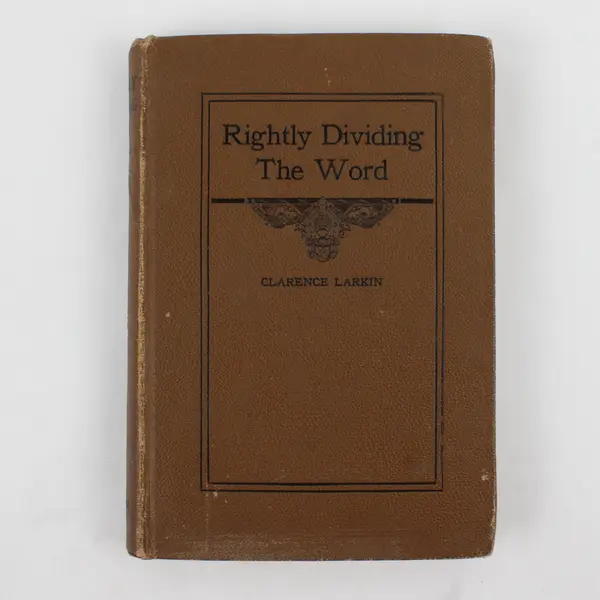 Rightly Dividing
The Word
CLARENCE LARKIN